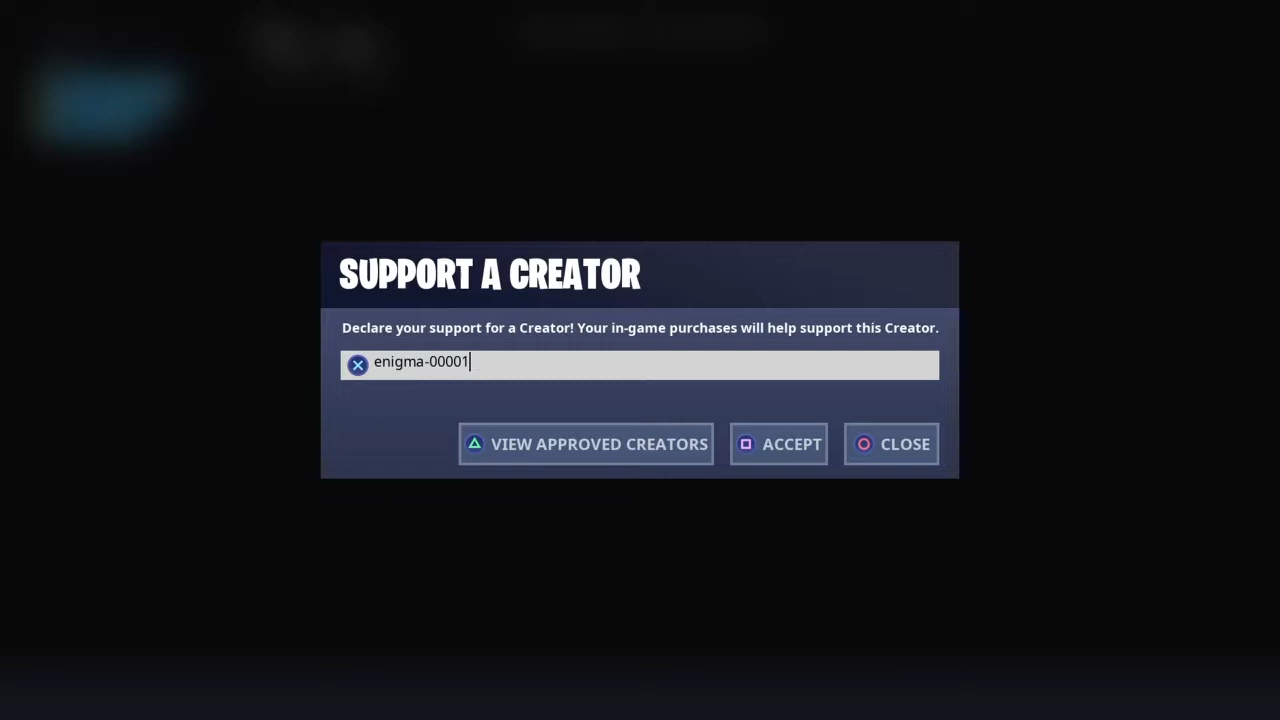 SUPPORT A CREATOR
Declare your support for a Creator! Your in-game purchases will help support this Creator.
enigma-00001
VIEW APPROVED CREATORS ACCEPT CLOSE